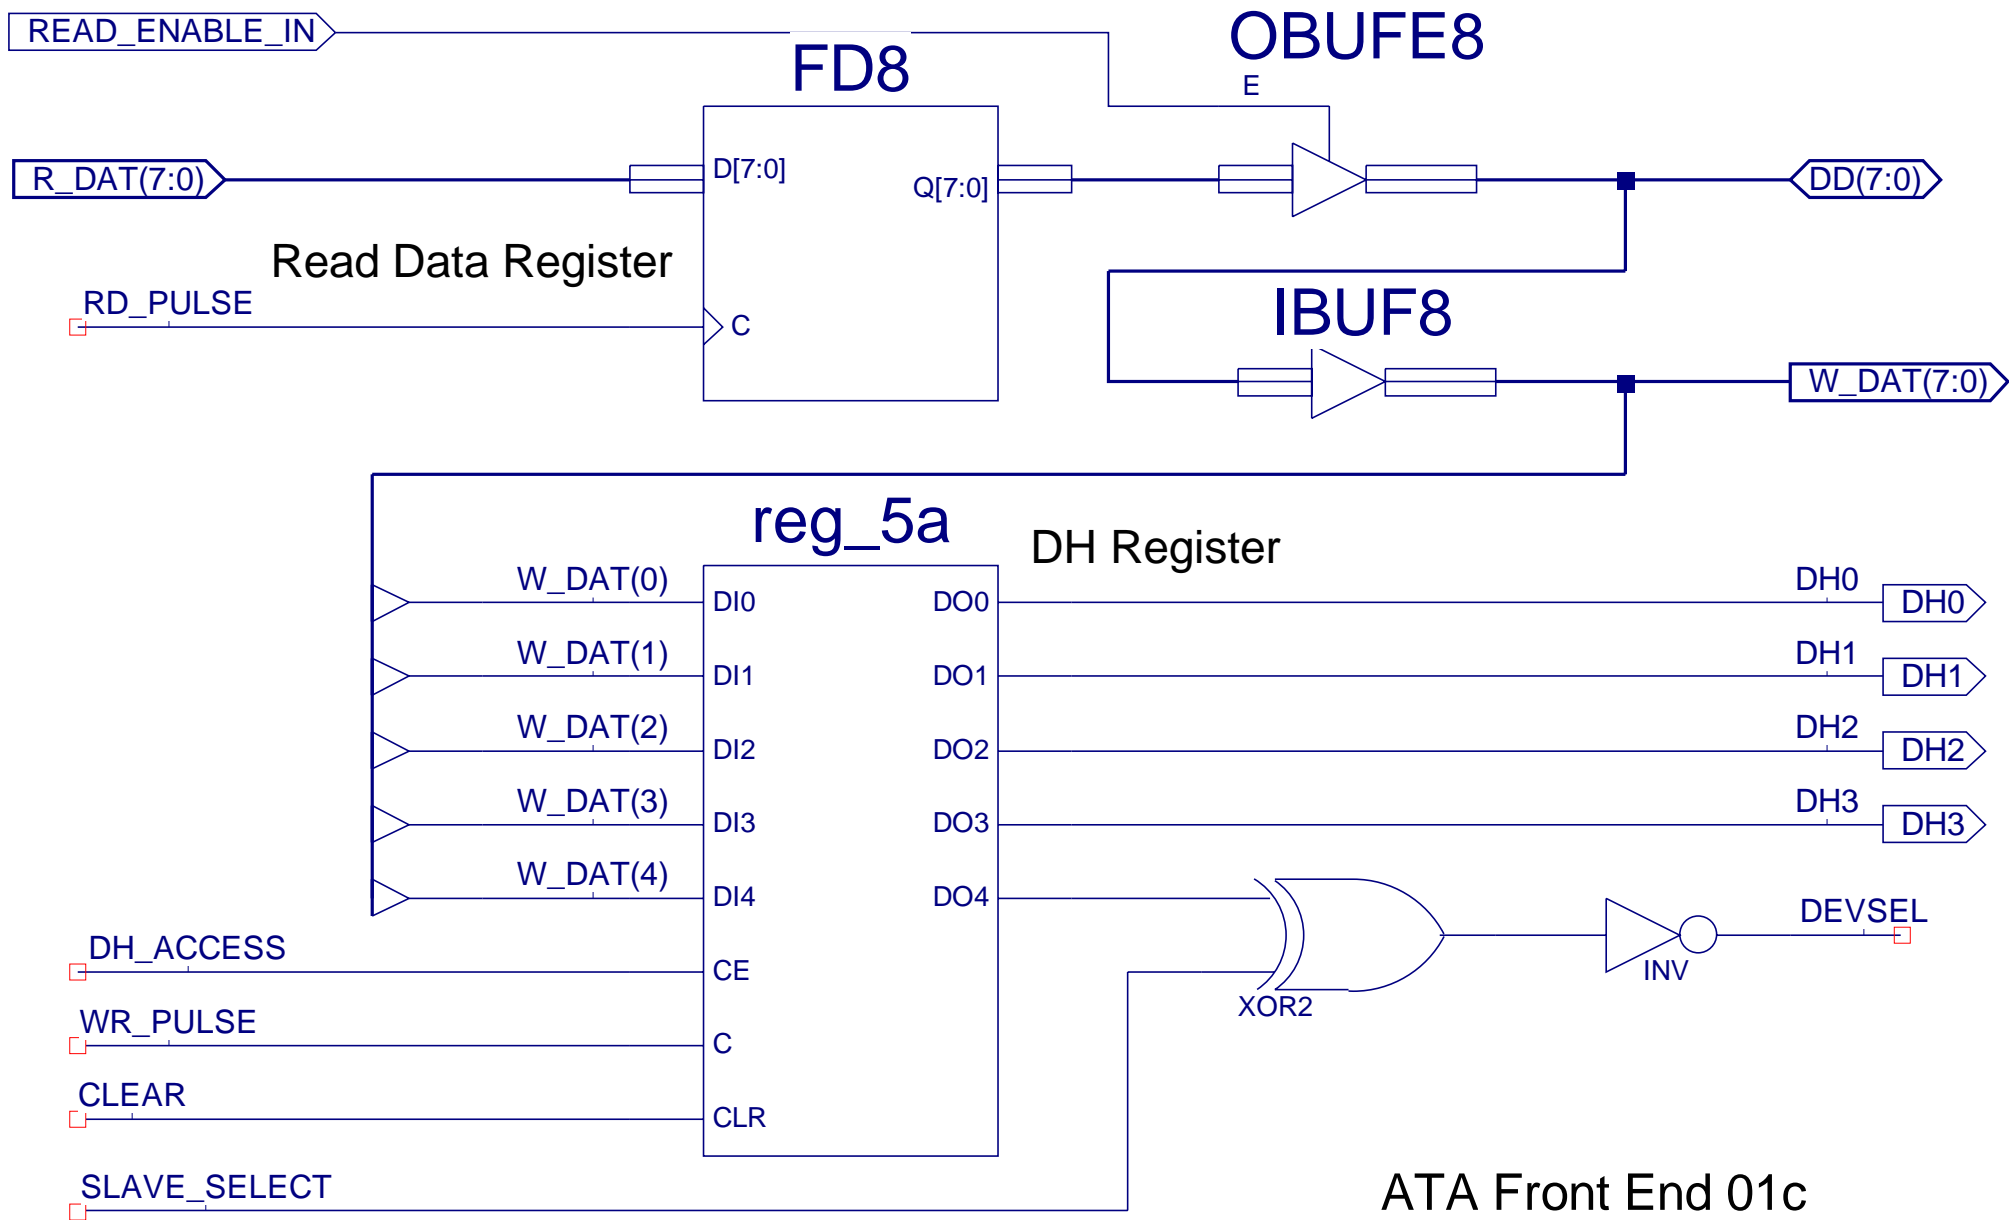 READ_ENABLE_IN
OBUFE8
FD8
E
R_DAT(7:0)
D[7:0]
Q[7:0]
DD(7:0)
Read Data Register
RD_PULSE
C
IBUF8
W_DAT(7:0)
reg_5a
DH Register
W_DAT(0)
DI0
DO0
DH0
DH0
W_DAT(1)
DI1
DO1
DH1
DH1
W_DAT(2)
DI2
DO2
DH2
DH2
W_DAT(3)
DI3
DO3
DH3
DH3
W_DAT(4)
DI4
DO4
DEVSEL
DH_ACCESS
CE
INV
XOR2
WR_PULSE
C
CLEAR
CLR
SLAVE_SELECT
ATA Front End 01c